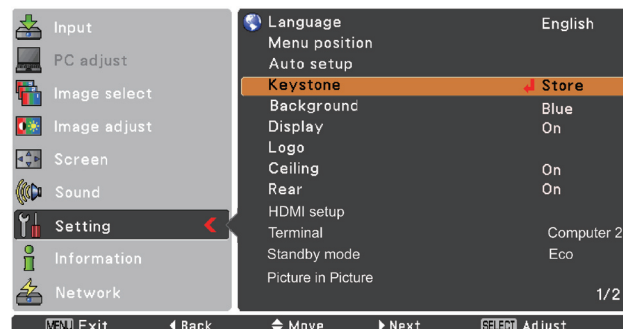 Input
PC adjust
Image select
Image adjust
Screen
Sound
Setting
Information
Network
Language English
Menu position
Auto setup
Keystone Store
Background Blue
Display On
Logo
Ceiling On
Rear On
HDMI setup
Terminal Computer 2
Standby mode Eco
Picture in Picture
1/2
MENU Exit Back Move Next SELECT Adjust